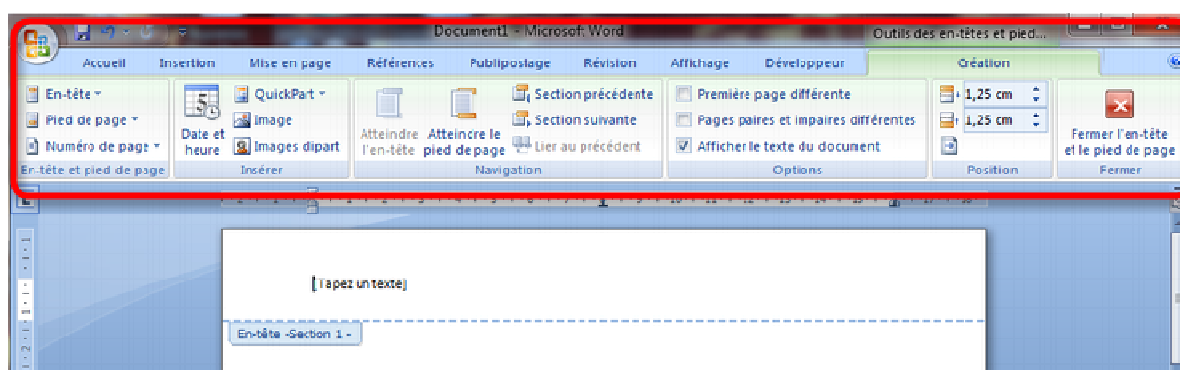 Document1 - Microsoft Word
Outils des en-têtes et pied...
Accueil Insertion Mise en page Références Publipostage Révision Affichage Développeur Création
En-tête
Pied de page
Numéro de page
En-tête et pied de page
Date et heure
QuickPart
Image
Images clipart
Insérer
Atteindre l'en-tête
Atteindre le pied de page
Section précédente
Section suivante
Lier au précédent
Navigation
Première page différente
Pages paires et impaires différentes
Afficher le texte du document
Options
1,25 cm
1,25 cm
Position
Fermer l'en-tête
et le pied de page
Fermer
[Tapez un texte]
En-tête -Section 1 -